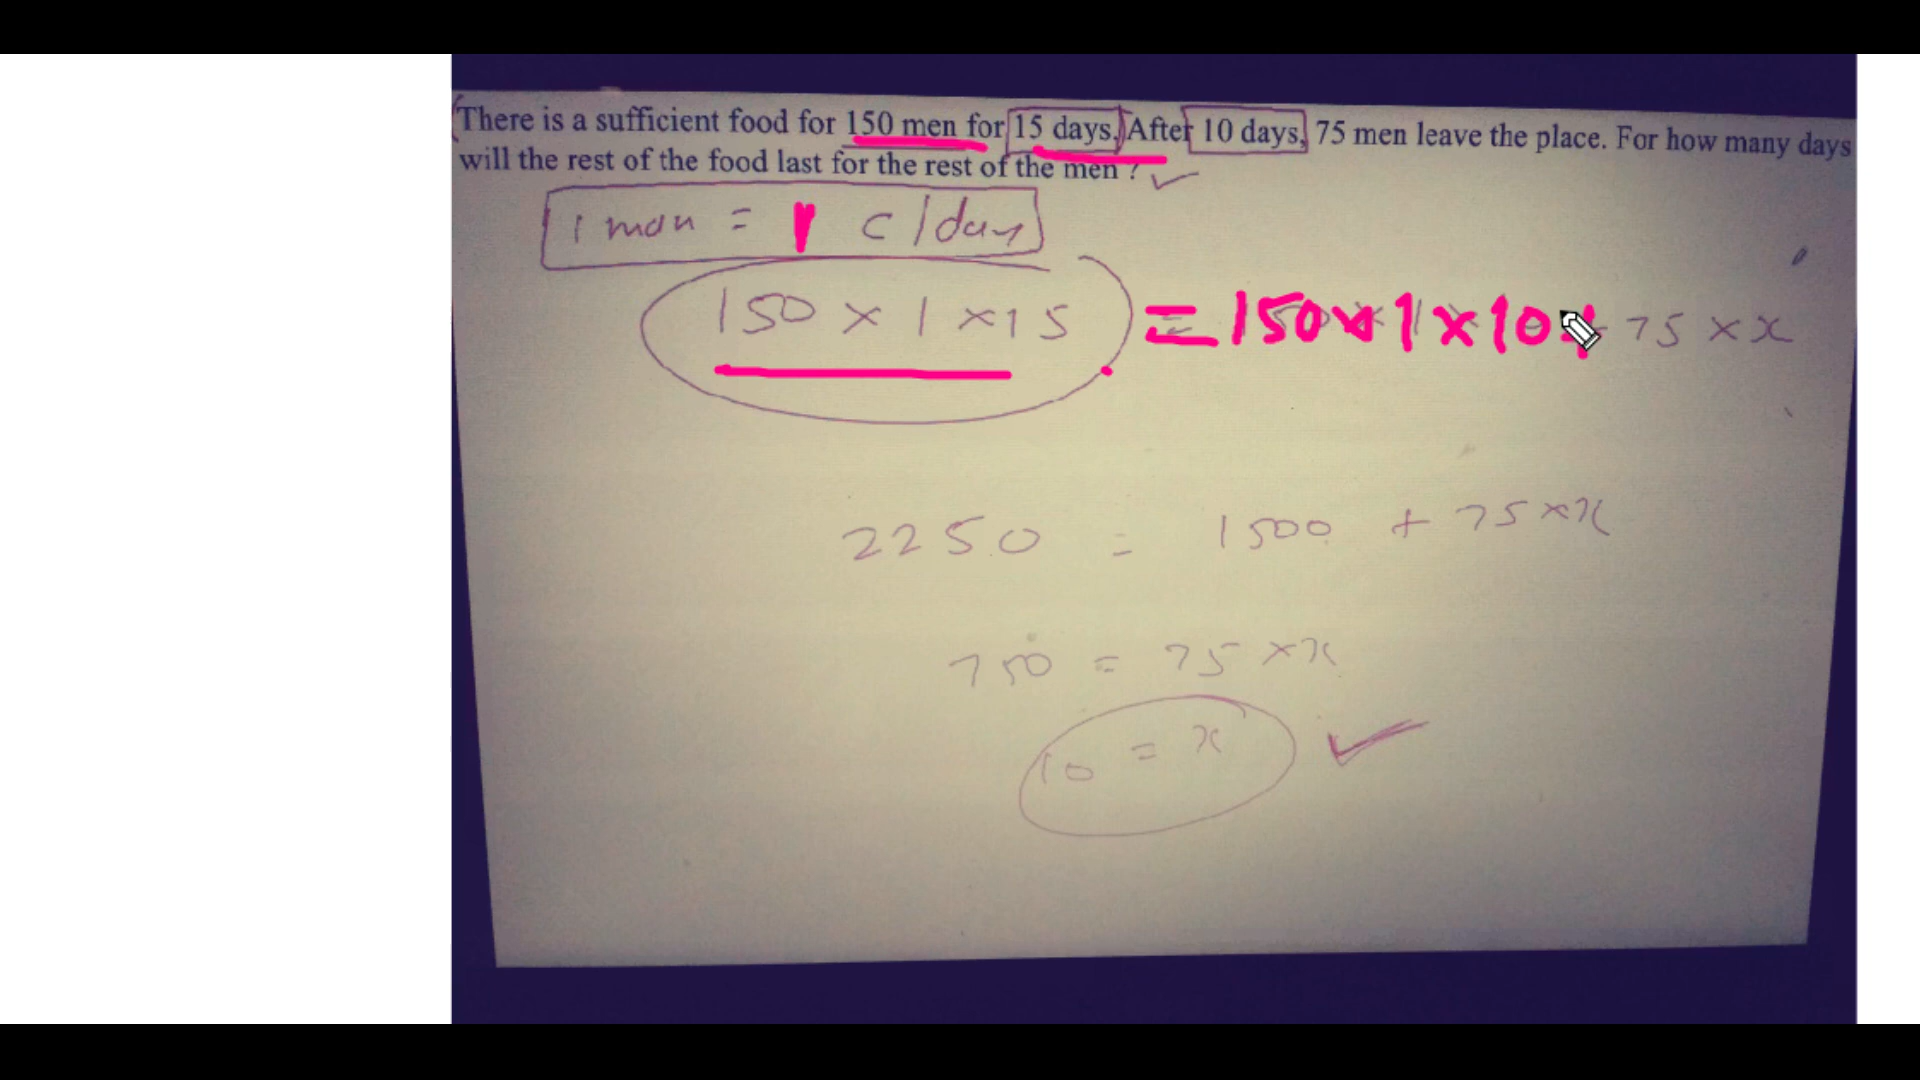 There is a sufficient food for 150 men for 15 days. After 10 days, 75 men leave the place. For how many days
will the rest of the food last for the rest of the men ?
1 man = 1 c/day
150 × 1 × 15 = 150 × 1 × 10 + 75 × x
2250 = 1500 + 75 × x
750 = 75 × x
10 = x